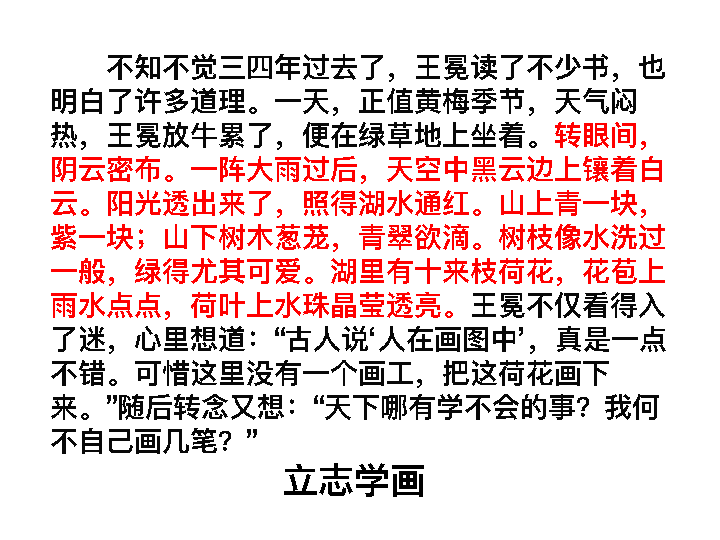 不知不觉三四年过去了，王冕读了不少书，也
明白了许多道理。一天，正值黄梅季节，天气闷
热，王冕放牛累了，便在绿草地上坐着。转眼间，
阴云密布。一阵大雨过后，天空中黑云边上镶着白
云。阳光透出来了，照得湖水通红。山上青一块，
紫一块；山下树木葱茏，青翠欲滴。树枝像水洗过
一般，绿得尤其可爱。湖里有十来枝荷花，花苞上
雨水点点，荷叶上水珠晶莹透亮。王冕不仅看得入
了迷，心里想道：“古人说‘人在画图中’，真是一点
不错。可惜这里没有一个画工，把这荷花画下
来。”随后转念又想：“天下哪有学不会的事？我何
不自己画几笔？”
立志学画